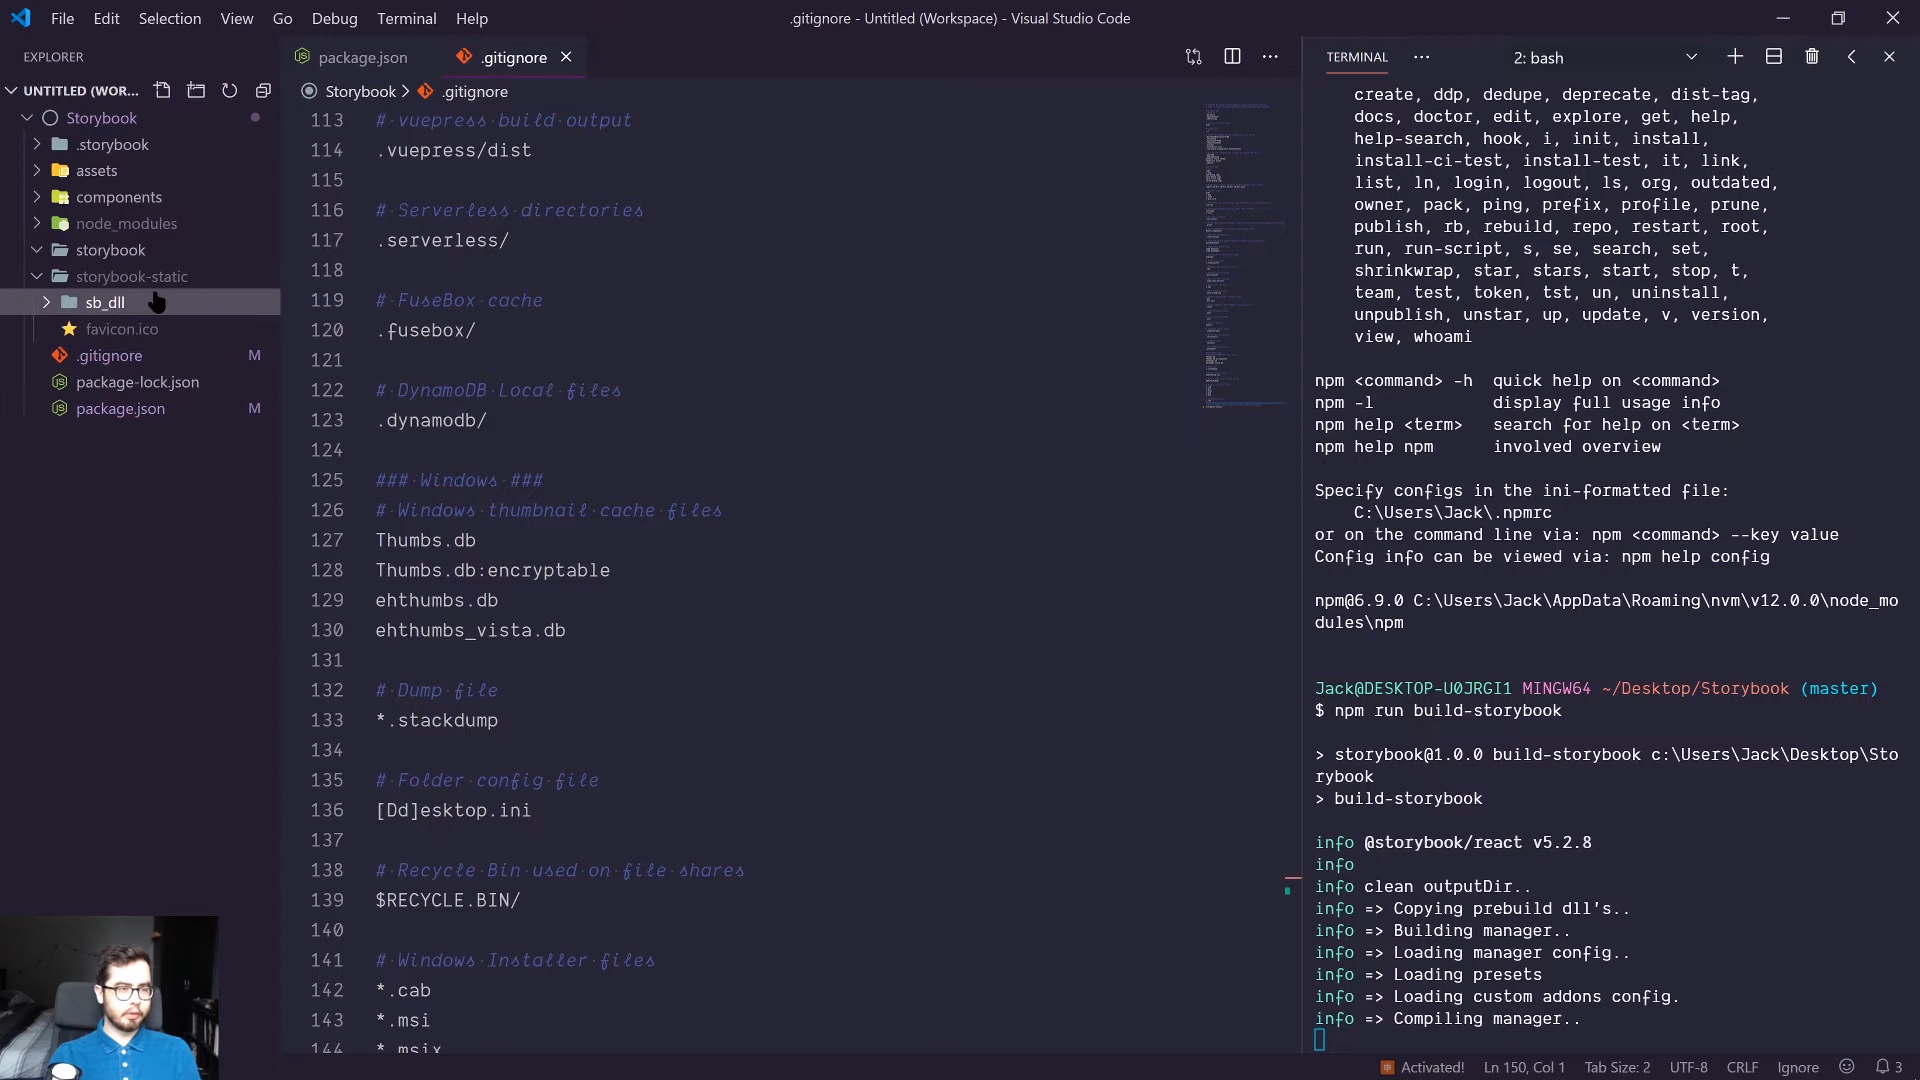 File Edit Selection View Go Debug Terminal Help
.gitignore - Untitled (Workspace) - Visual Studio Code
EXPLORER
UNTITLED (WOR...
Storybook
.storybook
assets
components
node_modules
storybook
storybook-static
sb_dll
favicon.ico
.gitignore M
package-lock.json
package.json M
package.json
.gitignore
Storybook > .gitignore
113 # vuepress build output
114 .vuepress/dist
115
116 # Serverless directories
117 .serverless/
118
119 # FuseBox cache
120 .fusebox/
121
122 # DynamoDB Local files
123 .dynamodb/
124
125 ### Windows ###
126 # Windows thumbnail cache files
127 Thumbs.db
128 Thumbs.db:encryptable
129 ehthumbs.db
130 ehthumbs_vista.db
131
132 # Dump file
133 *.stackdump
134
135 # Folder config file
136 [Dd]esktop.ini
137
138 # Recycle Bin used on file shares
139 $RECYCLE.BIN/
140
141 # Windows Installer files
142 *.cab
143 *.msi
144 *.msix
TERMINAL
2: bash
create, ddp, dedupe, deprecate, dist-tag,
docs, doctor, edit, explore, get, help,
help-search, hook, i, init, install,
install-ci-test, install-test, it, link,
list, ln, login, logout, ls, org, outdated,
owner, pack, ping, prefix, profile, prune,
publish, rb, rebuild, repo, restart, root,
run, run-script, s, se, search, set,
shrinkwrap, star, stars, start, stop, t,
team, test, token, tst, un, uninstall,
unpublish, unstar, up, update, v, version,
view, whoami
npm <command> -h quick help on <command>
npm -l display full usage info
npm help <term> search for help on <term>
npm help npm involved overview
Specify configs in the ini-formatted file:
C:\Users\Jack\.npmrc
or on the command line via: npm <command> --key value
Config info can be viewed via: npm help config
npm@6.9.0 C:\Users\Jack\AppData\Roaming\nvm\v12.0.0\node_mo
dules\npm
Jack@DESKTOP-U0JRGI1 MINGW64 ~/Desktop/Storybook (master)
$ npm run build-storybook
> storybook@1.0.0 build-storybook c:\Users\Jack\Desktop\Sto
rybook
> build-storybook
info @storybook/react v5.2.8
info
info clean outputDir..
info => Copying prebuild dll's..
info => Building manager..
info => Loading manager config..
info => Loading presets
info => Loading custom addons config.
info => Compiling manager..
Activated! Ln 150, Col 1 Tab Size: 2 UTF-8 CRLF Ignore 3